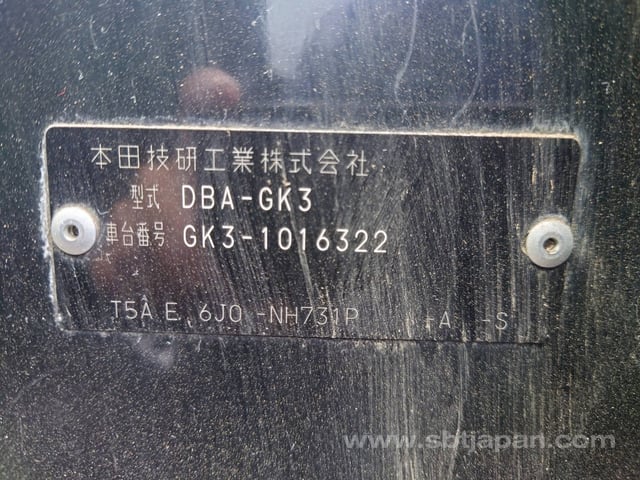 本田技研工業株式会社
型式 DBA-GK3
車台番号 GK3-1016322
T5A E 6J0 -NH731P -A -S
www.sbtjapan.com